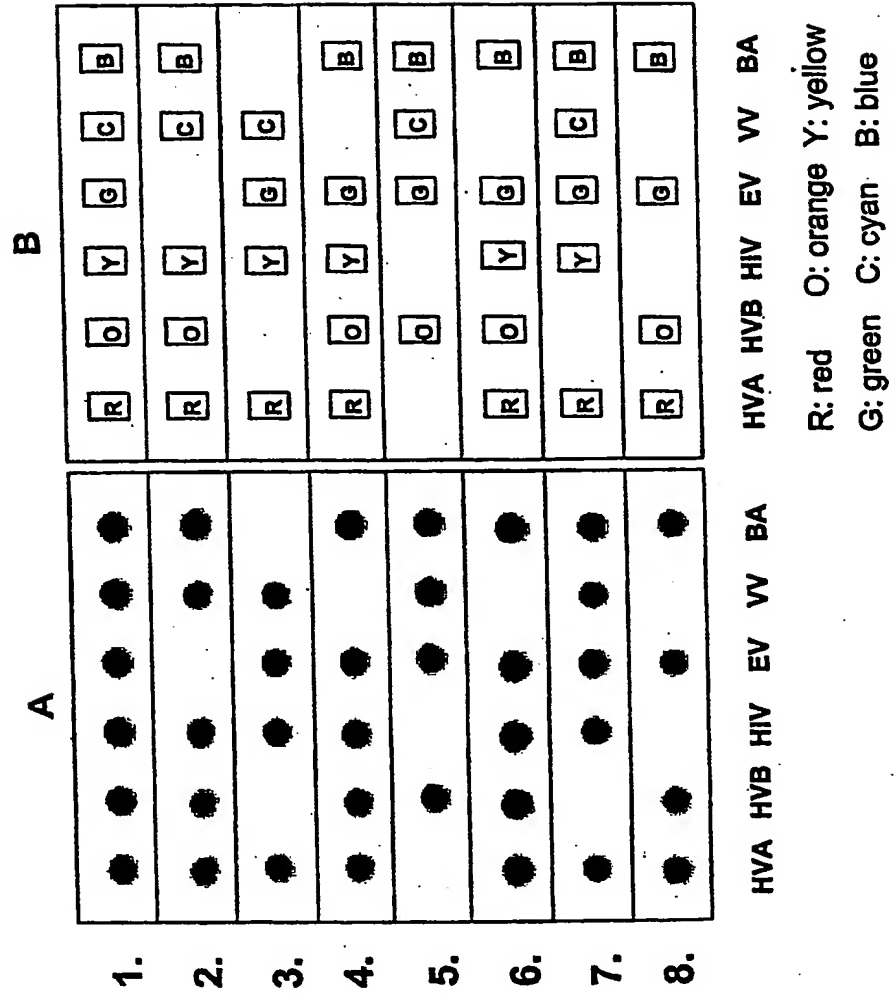 A B
1. R O Y G C B
2. R O Y C B
3. R Y G C
4. R O Y G B
5. O G C B
6. R O Y G B
7. R Y G C B
8. R O G B
HVA HVB HIV EV VV BA HVA HVB HIV EV VV BA
R: red O: orange Y: yellow
G: green C: cyan B: blue